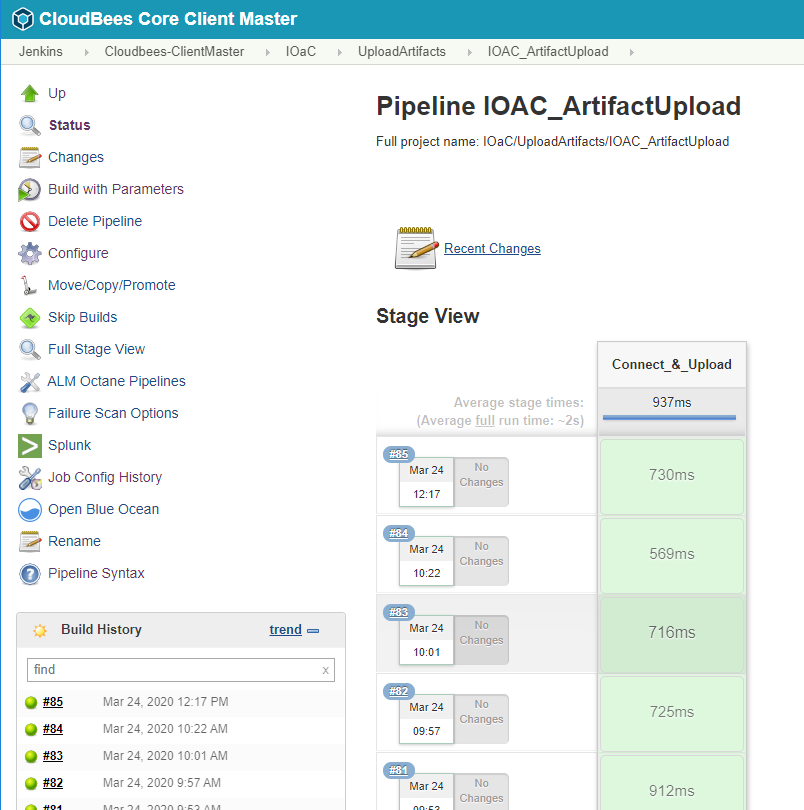 CloudBees Core Client Master
Jenkins Cloudbees-ClientMaster IOaC UploadArtifacts IOAC_ArtifactUpload
Up
Status
Changes
Build with Parameters
Delete Pipeline
Configure
Move/Copy/Promote
Skip Builds
Full Stage View
ALM Octane Pipelines
Failure Scan Options
Splunk
Job Config History
Open Blue Ocean
Rename
Pipeline Syntax
Build History trend
find x
#85 Mar 24, 2020 12:17 PM
#84 Mar 24, 2020 10:22 AM
#83 Mar 24, 2020 10:01 AM
#82 Mar 24, 2020 9:57 AM
#81 Mar 24, 2020 9:53 AM
Pipeline IOAC_ArtifactUpload
Full project name: IOaC/UploadArtifacts/IOAC_ArtifactUpload
Recent Changes
Stage View
Connect_&_Upload
Average stage times: 937ms
(Average full run time: ~2s)
#85
Mar 24
12:17
No
Changes
730ms
#84
Mar 24
10:22
No
Changes
569ms
#83
Mar 24
10:01
No
Changes
716ms
#82
Mar 24
09:57
No
Changes
725ms
#81
Mar 24
09:53
No
Changes
912ms